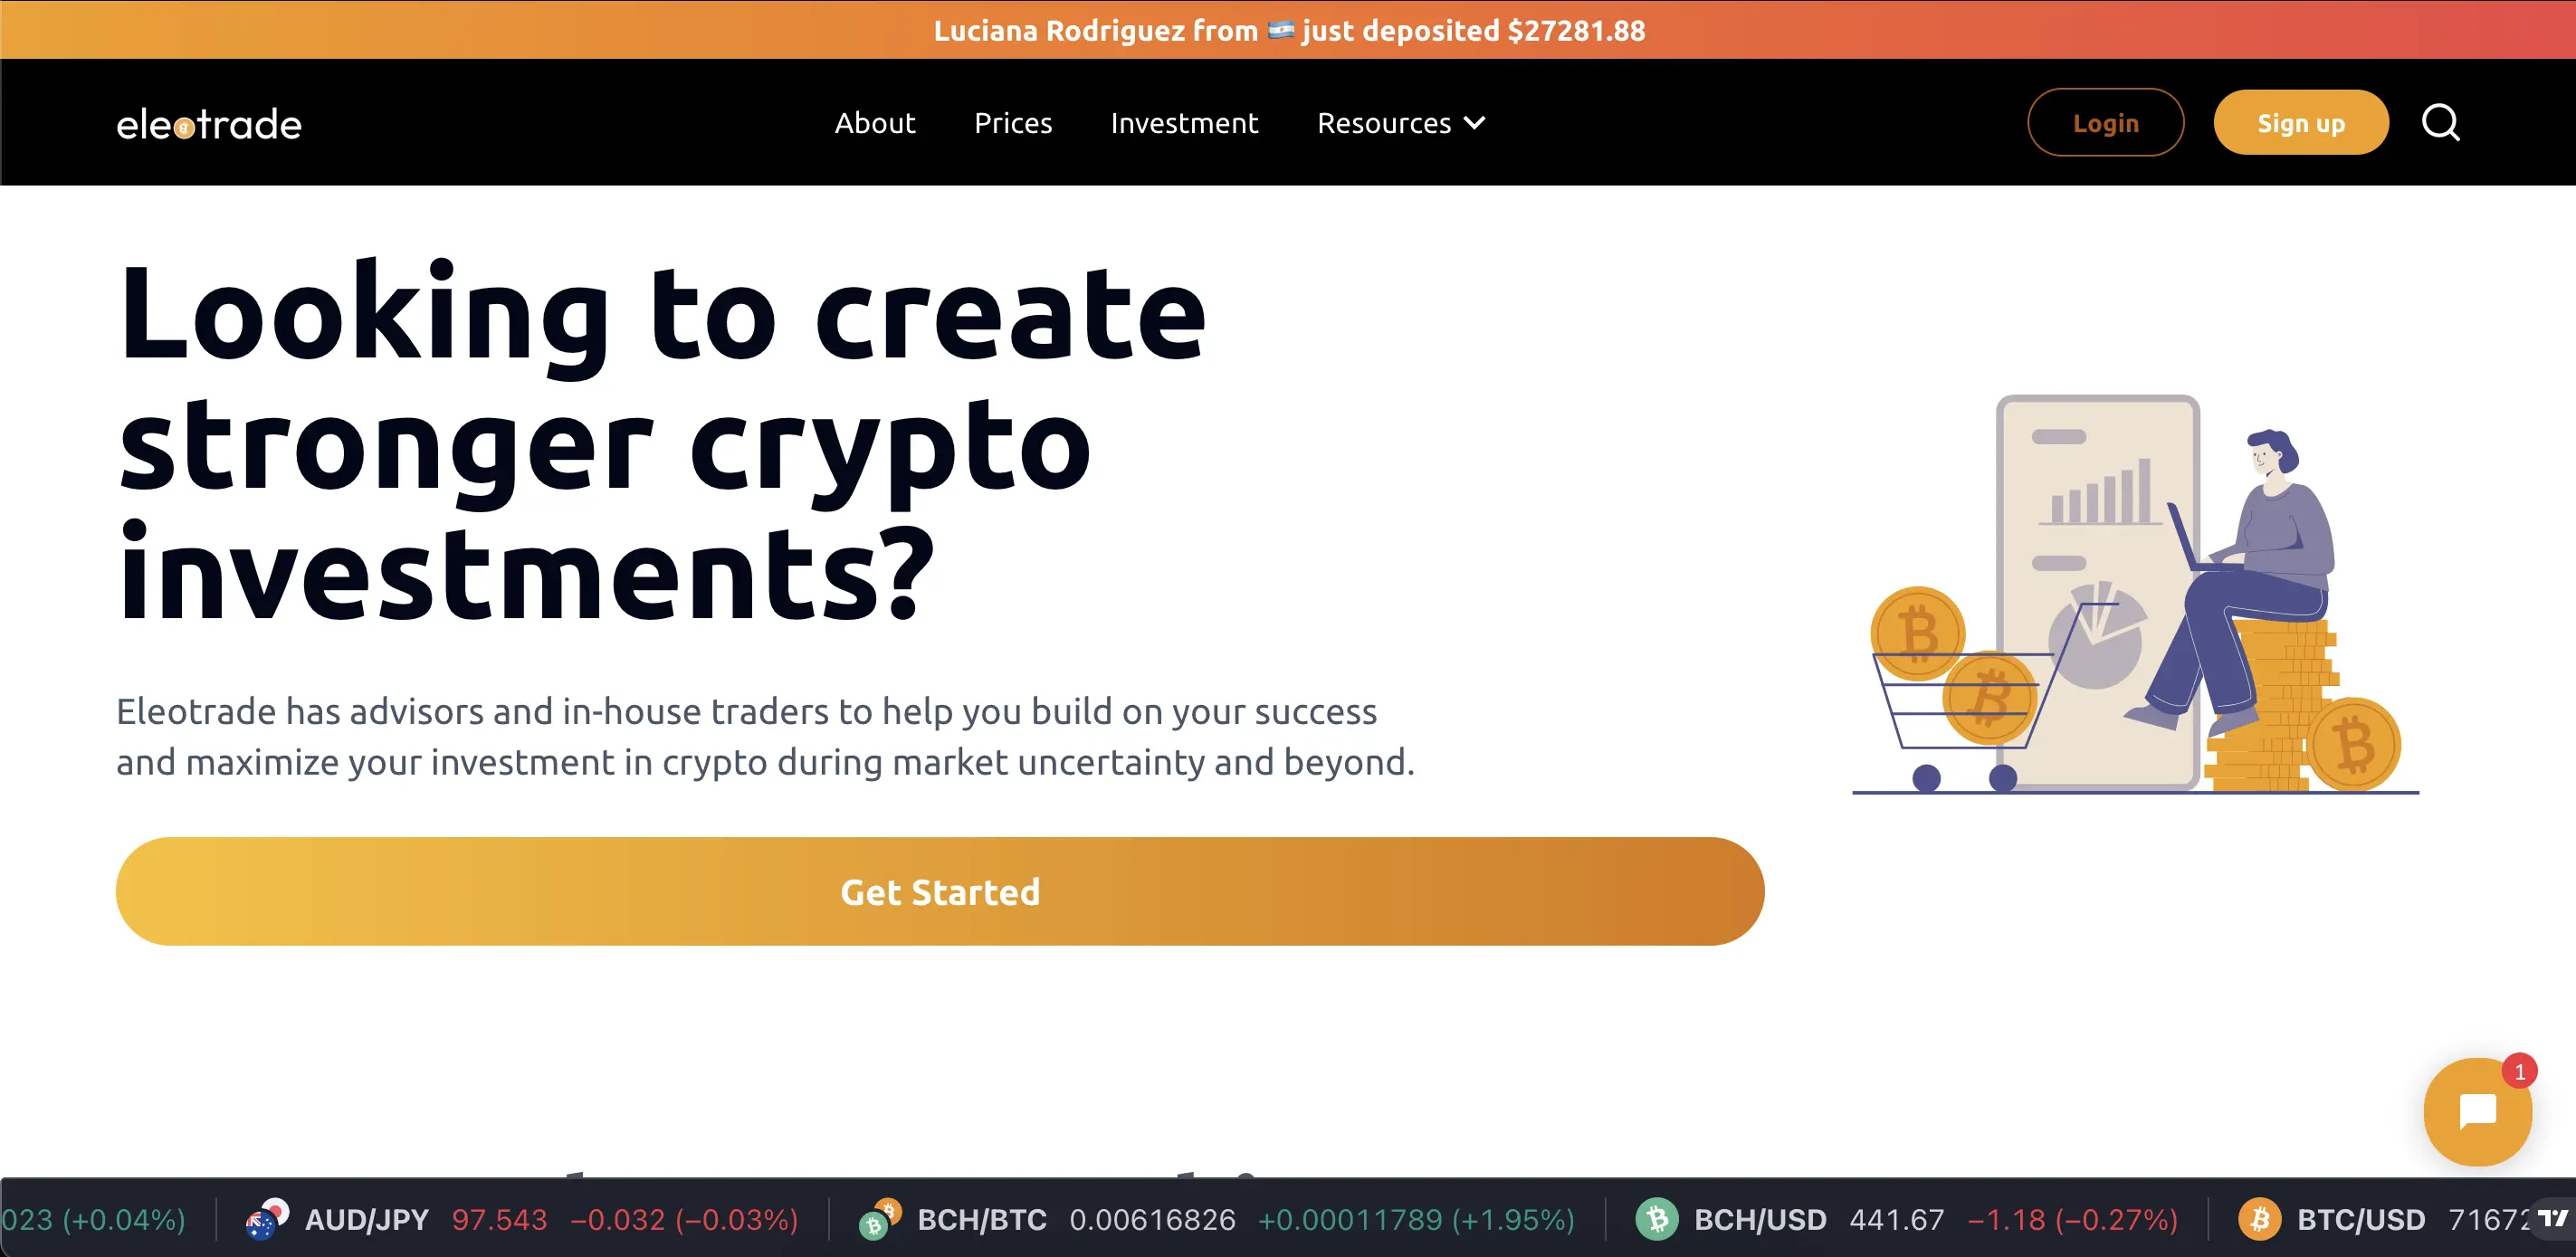 Luciana Rodriguez from 🇦🇷 just deposited $27281.88
eleotrade
About
Prices
Investment
Resources
Login
Sign up
Looking to create
stronger crypto
investments?
Eleotrade has advisors and in-house traders to help you build on your success
and maximize your investment in crypto during market uncertainty and beyond.
Get Started
1
023 (+0.04%)
AUD/JPY 97.543 −0.032 (−0.03%)
BCH/BTC 0.00616826 +0.00011789 (+1.95%)
BCH/USD 441.67 −1.18 (−0.27%)
BTC/USD 71672